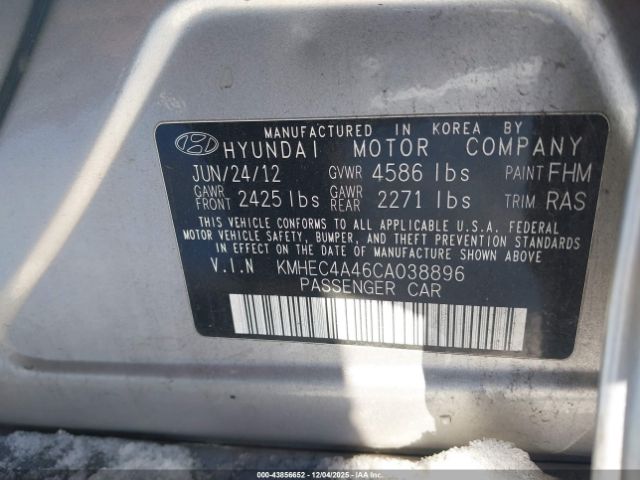 MANUFACTURED IN KOREA BY
HYUNDAI MOTOR COMPANY
JUN/24/12 GVWR 4586 lbs PAINT FHM
GAWR FRONT 2425 lbs GAWR REAR 2271 lbs TRIM RAS
THIS VEHICLE CONFORMS TO ALL APPLICABLE U.S.A. FEDERAL
MOTOR VEHICLE SAFETY, BUMPER, AND THEFT PREVENTION STANDARDS
IN EFFECT ON THE DATE OF MANUFACTURE SHOWN ABOVE
V.I.N KMHEC4A46CA038896
PASSENGER CAR
000-43856652 - 12/04/2025 - IAAI.COM